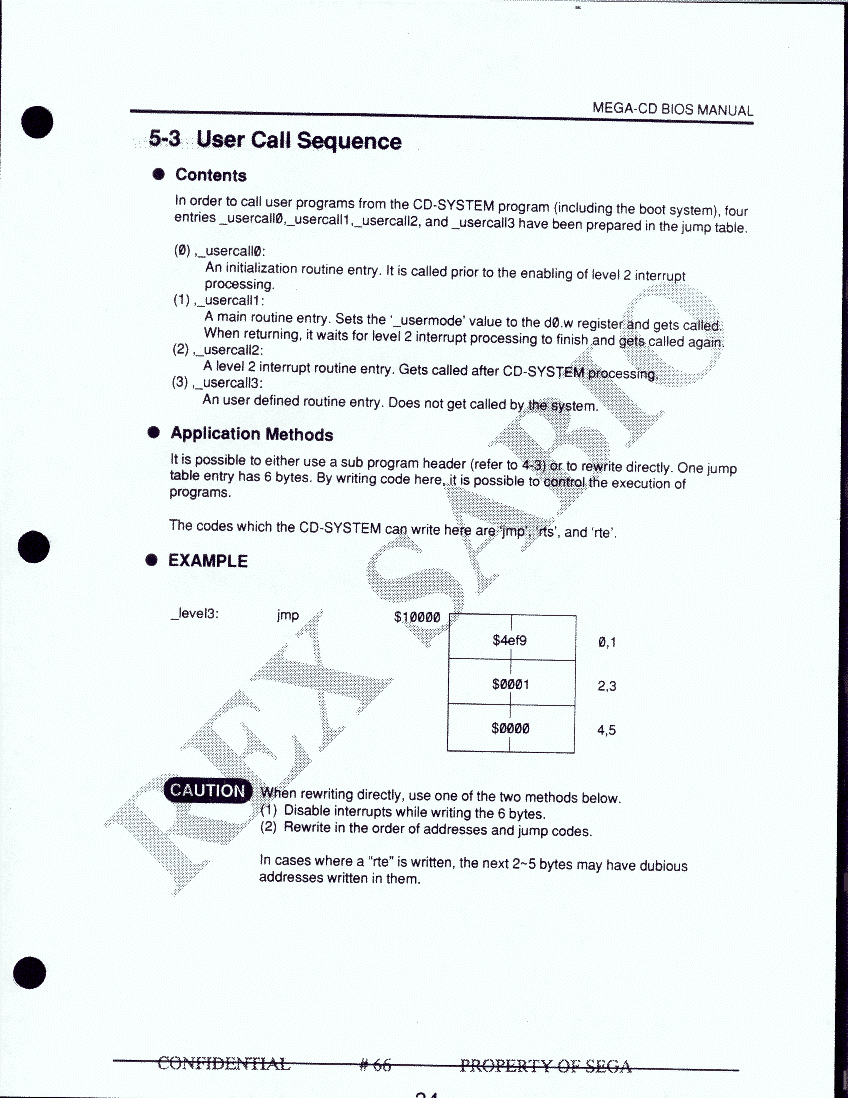 MEGA-CD BIOS MANUAL
5-3 User Call Sequence
● Contents
In order to call user programs from the CD-SYSTEM program (including the boot system), four
entries _usercall0,_usercall1,_usercall2, and _usercall3 have been prepared in the jump table.
(0) ,_usercall0:
An initialization routine entry. It is called prior to the enabling of level 2 interrupt
processing.
(1) ,_usercall1:
A main routine entry. Sets the '_usermode' value to the d0.w register and gets called.
When returning, it waits for level 2 interrupt processing to finish and gets called again.
(2) ,_usercall2:
A level 2 interrupt routine entry. Gets called after CD-SYSTEM processing.
(3) ,_usercall3:
An user defined routine entry. Does not get called by the system.
● Application Methods
It is possible to either use a sub program header (refer to 4-3) or to rewrite directly. One jump
table entry has 6 bytes. By writing code here, it is possible to control the execution of
programs.
The codes which the CD-SYSTEM can write here are 'jmp', 'rts', and 'rte'.
● EXAMPLE
_level3: jmp $10000
$4ef9 0,1
$0001 2,3
$0000 4,5
CAUTION When rewriting directly, use one of the two methods below.
(1) Disable interrupts while writing the 6 bytes.
(2) Rewrite in the order of addresses and jump codes.
In cases where a "rte" is written, the next 2~5 bytes may have dubious
addresses written in them.
REX SABIO
CONFIDENTIAL #66 PROPERTY OF SEGA